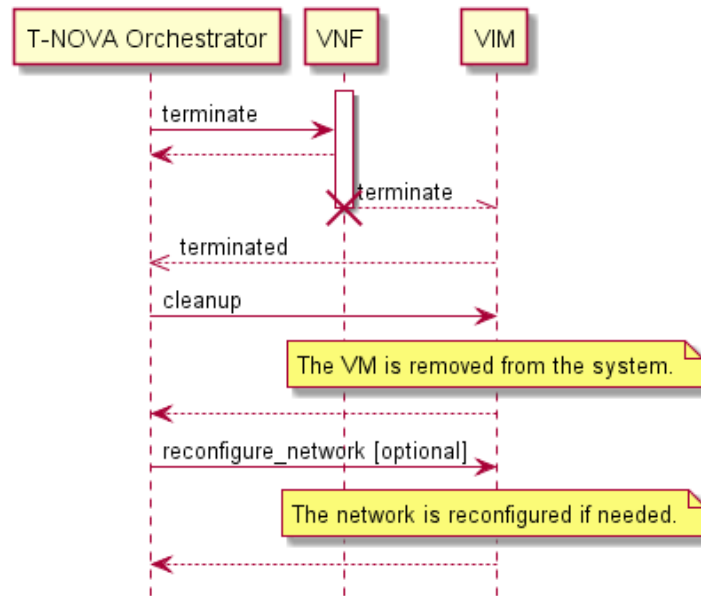 T-NOVA Orchestrator
VNF
VIM
terminate
terminate
terminated
cleanup
The VM is removed from the system.
reconfigure_network [optional]
The network is reconfigured if needed.